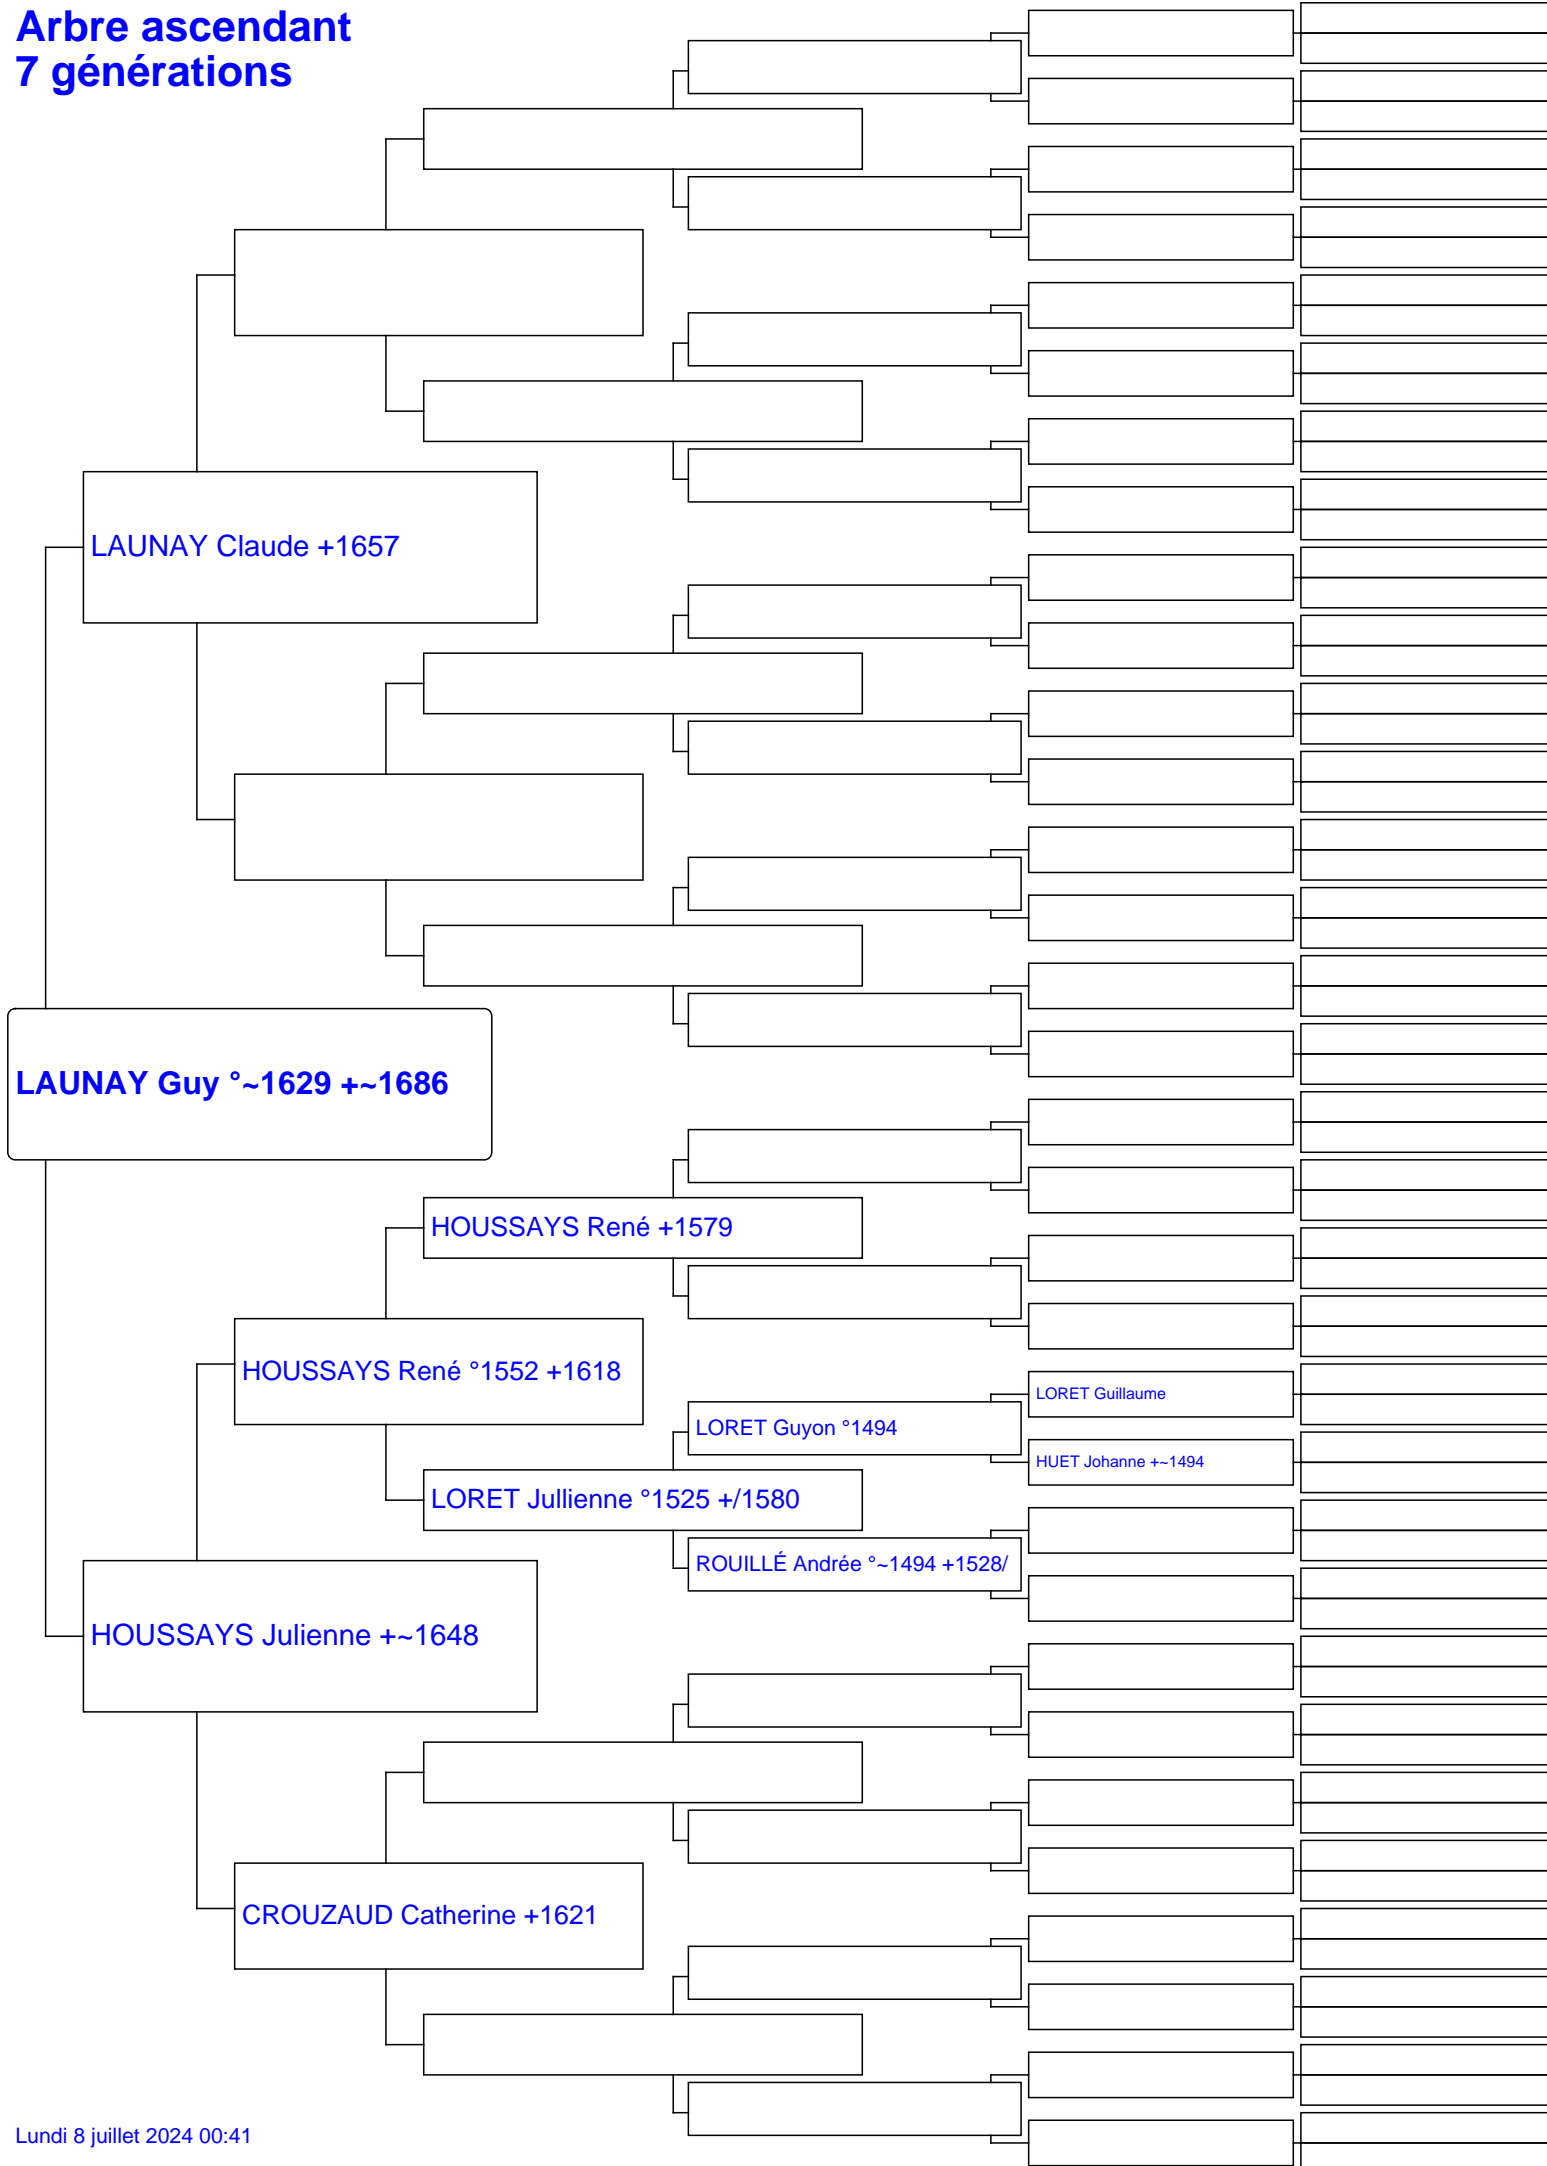 Arbre ascendant
7 générations
LAUNAY Claude +1657
LAUNAY Guy °~1629 +~1686
HOUSSAYS René +1579
HOUSSAYS René °1552 +1618
LORET Guillaume
LORET Guyon °1494
HUET Johanne +~1494
LORET Jullienne °1525 +/1580
ROUILLÉ Andrée °~1494 +1528/
HOUSSAYS Julienne +~1648
CROUZAUD Catherine +1621
Lundi 8 juillet 2024 00:41